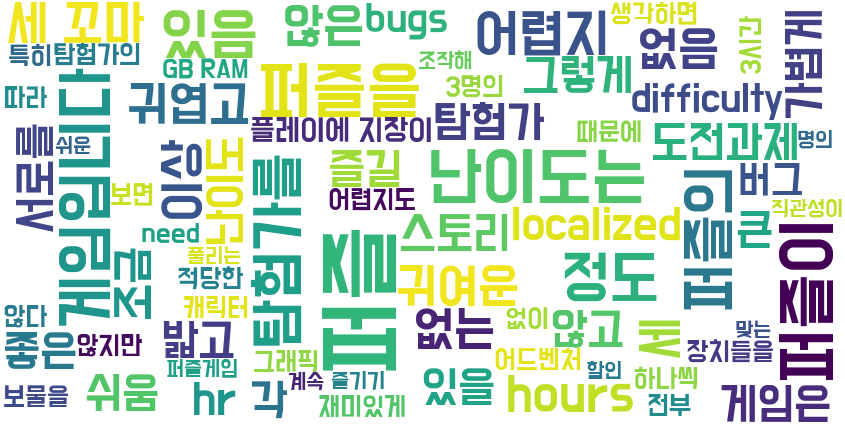 세 꼬마
있음
않은
bugs
어렵지
생각하면
없음
3시간
가볍게
특히
탐험가의
GB RAM
조작해
3명의
그렇게
따라
귀엽고
퍼즐을
difficulty
플레이에 지장이
탐험가
때문에
도전과제
명의
서로를
쉬운
게임입니다
이상
난이도
탐험가를
즐길
어렵지도
난이도는
버그
보면
조금
need
풀리는
적당한
캐릭터
퍼즐
스토리
localized
귀여운
정도
퍼즐의
큰
직관성이
퍼즐이
않다
좋은
않지만
밟고
그래픽
없는
없이
않고
쏘
맞는
장치들을
어드벤처
보물을
쉬움
퍼즐게임
hr
각
계속
즐기기
재미있게
있을
hours
할인
하나씩
전부
게임은